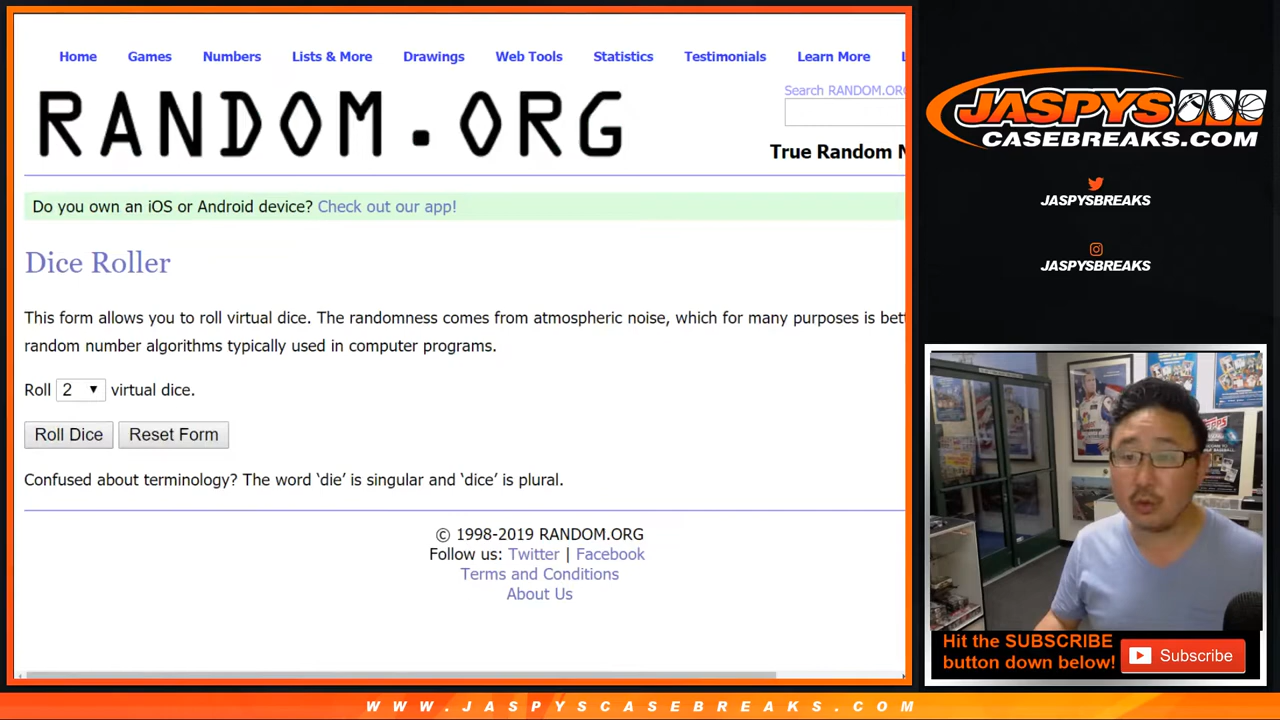 Home Games Numbers Lists & More Drawings Web Tools Statistics Testimonials Learn More
RANDOM.ORG
Search RANDOM.ORG
True Random N
Do you own an iOS or Android device? Check out our app!
Dice Roller
This form allows you to roll virtual dice. The randomness comes from atmospheric noise, which for many purposes is bett
random number algorithms typically used in computer programs.
Roll 2 virtual dice.
Roll Dice Reset Form
Confused about terminology? The word ‘die’ is singular and ‘dice’ is plural.
© 1998-2019 RANDOM.ORG
Follow us: Twitter | Facebook
Terms and Conditions
About Us
JASPYS
CASEBREAKS.COM
JASPYSBREAKS
JASPYSBREAKS
Hit the SUBSCRIBE
button down below!
Subscribe
WWW.JASPYSCASEBREAKS.COM